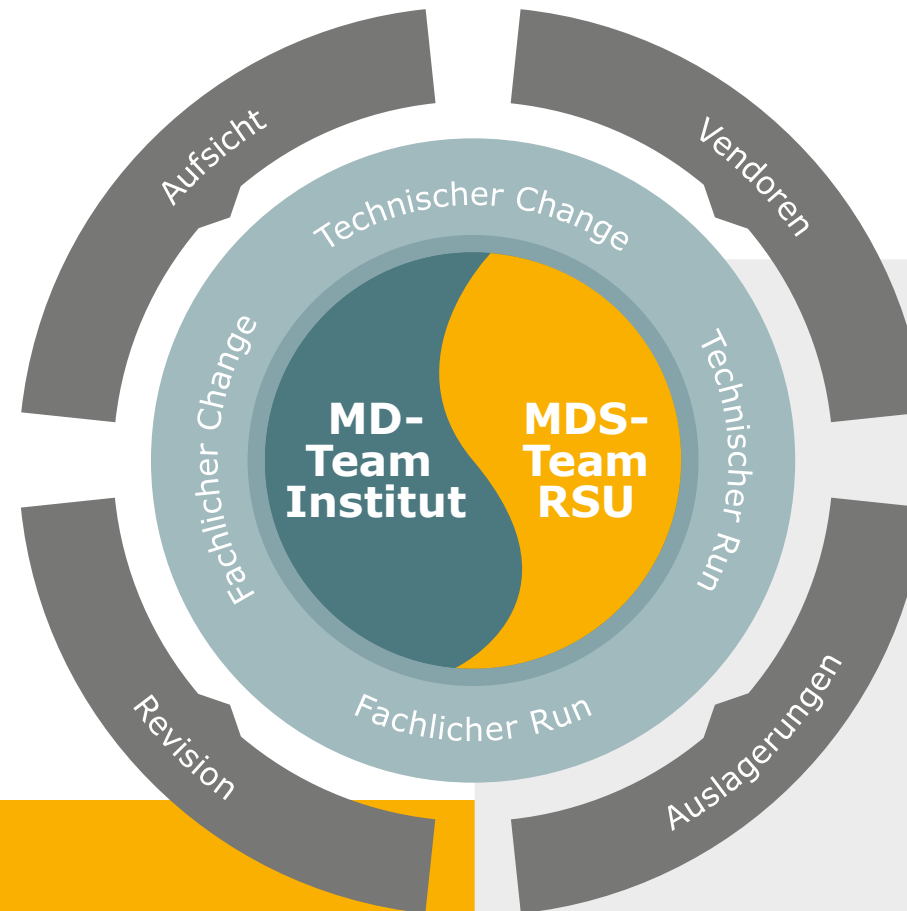 Aufsicht
Vendoren
Technischer Change
Fachlicher Change
Technischer Run
MD-
Team
Institut
MDS-
Team
RSU
Fachlicher Run
Revision
Auslagerungen